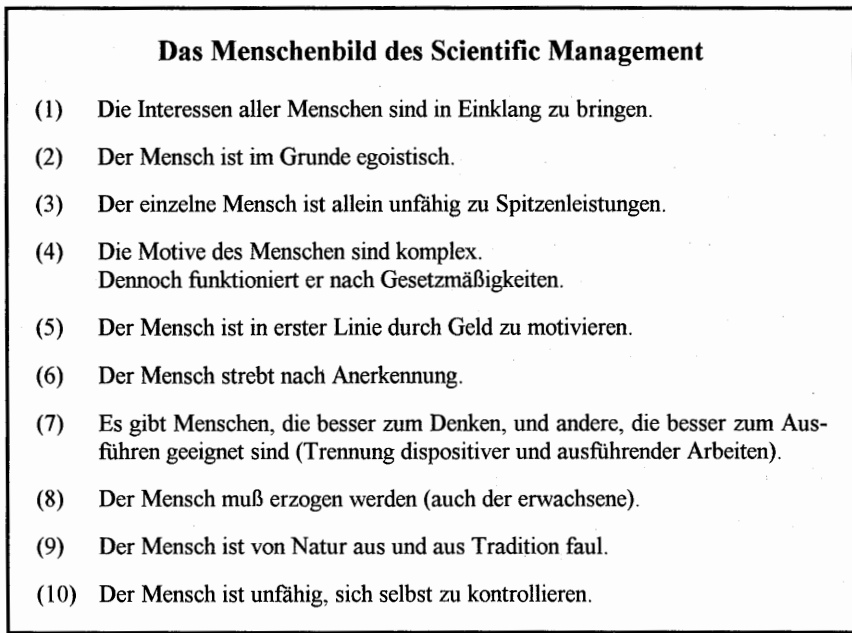 Das Menschenbild des Scientific Management
(1) Die Interessen aller Menschen sind in Einklang zu bringen.
(2) Der Mensch ist im Grunde egoistisch.
(3) Der einzelne Mensch ist allein unfähig zu Spitzenleistungen.
(4) Die Motive des Menschen sind komplex.
Dennoch funktioniert er nach Gesetzmäßigkeiten.
(5) Der Mensch ist in erster Linie durch Geld zu motivieren.
(6) Der Mensch strebt nach Anerkennung.
(7) Es gibt Menschen, die besser zum Denken, und andere, die besser zum Aus-
führen geeignet sind (Trennung dispositiver und ausführender Arbeiten).
(8) Der Mensch muß erzogen werden (auch der erwachsene).
(9) Der Mensch ist von Natur aus und aus Tradition faul.
(10) Der Mensch ist unfähig, sich selbst zu kontrollieren.